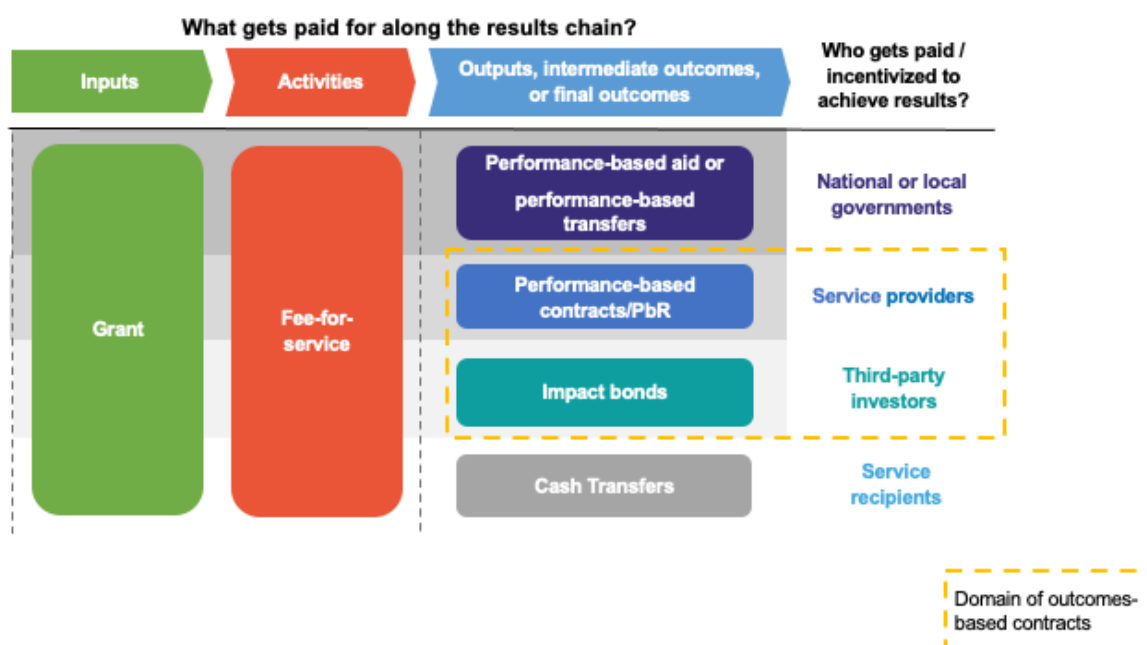 What gets paid for along the results chain?
Inputs
Activities
Outputs, intermediate outcomes,
or final outcomes
Who gets paid /
incentivized to
achieve results?
Grant
Fee-for-
service
Performance-based aid or
performance-based
transfers
National or local
governments
Performance-based
contracts/PbR
Service providers
Impact bonds
Third-party
investors
Cash Transfers
Service
recipients
Domain of outcomes-
based contracts